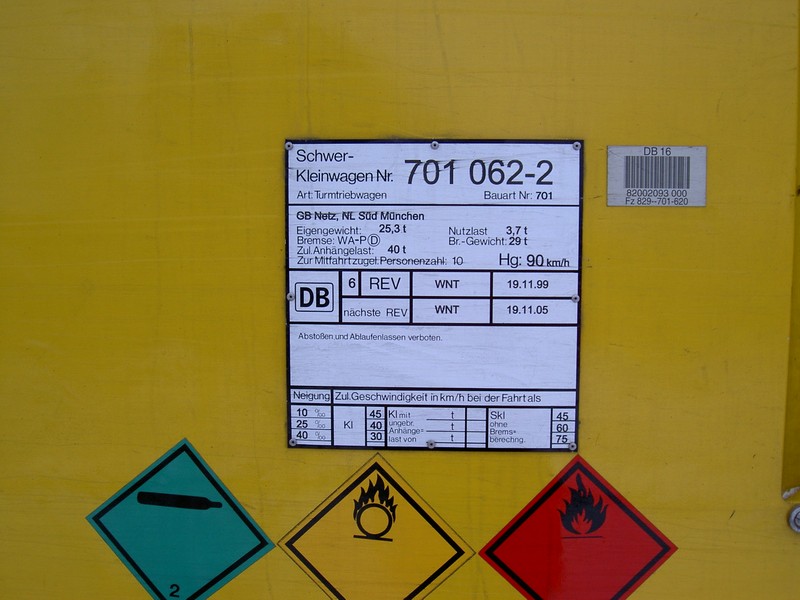 Schwer-
Kleinwagen Nr. 701 062-2
Art: Turmtriebwagen Bauart Nr: 701
GB Netz, NL Süd München
Eigengewicht: 25,3 t Nutzlast 3,7 t
Bremse: WA-P(D) Br.-Gewicht: 29 t
Zul.Anhängelast: 40 t
Zur Mitfahrt zugel. Personenzahl: 10 Hg: 90 km/h
DB 6 REV WNT 19.11.99
nächste REV WNT 19.11.05
Abstoßen und Ablaufenlassen verboten.
Neigung Zul.Geschwindigkeit in km/h bei der Fahrt als
10 ‰ Kl 45 Kl mit t Skl 45
25 ‰ 40 ungebr. Anhänge= t ohne Brems= 60
40 ‰ 30 last von t berechng. 75
DB 16
82002093 000
Fz 829-701-620
2